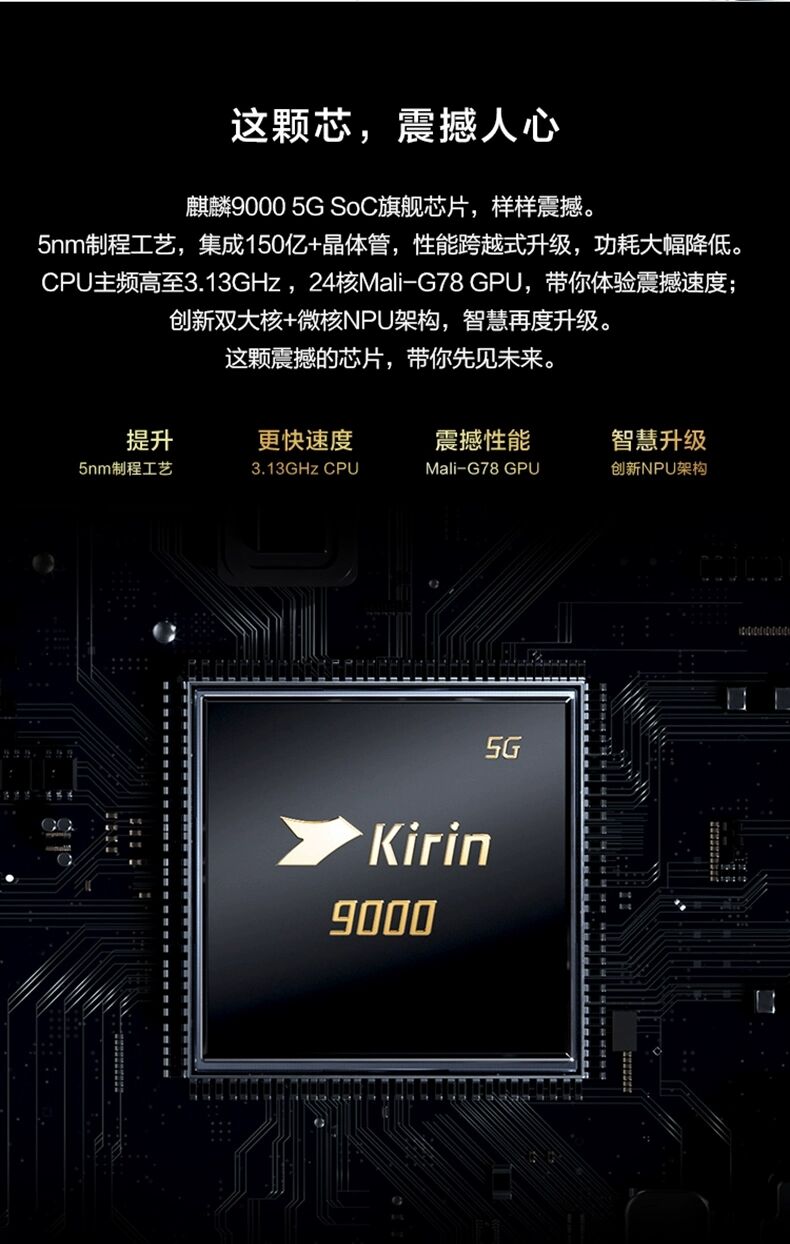 这颗芯，震撼人心
麒麟9000 5G SoC旗舰芯片，样样震撼。
5nm制程工艺，集成150亿+晶体管，性能跨越式升级，功耗大幅降低。
CPU主频高至3.13GHz ，24核Mali-G78 GPU，带你体验震撼速度；
创新双大核+微核NPU架构，智慧再度升级。
这颗震撼的芯片，带你先见未来。
提升 更快速度 震撼性能 智慧升级
5nm制程工艺 3.13GHz CPU Mali-G78 GPU 创新NPU架构
5G
Kirin
9000